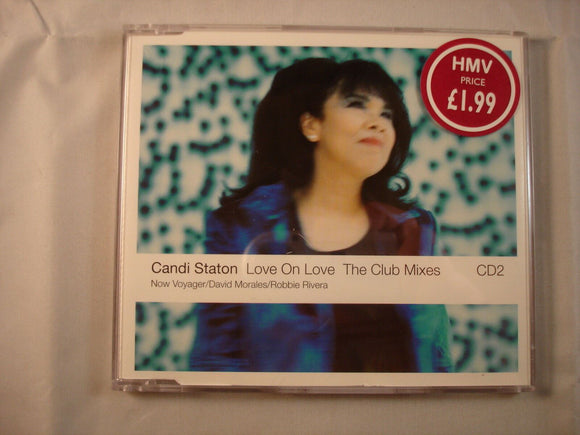 HMV
PRICE
£1.99
Candi Staton Love On Love The Club Mixes CD2
Now Voyager/David Morales/Robbie Rivera